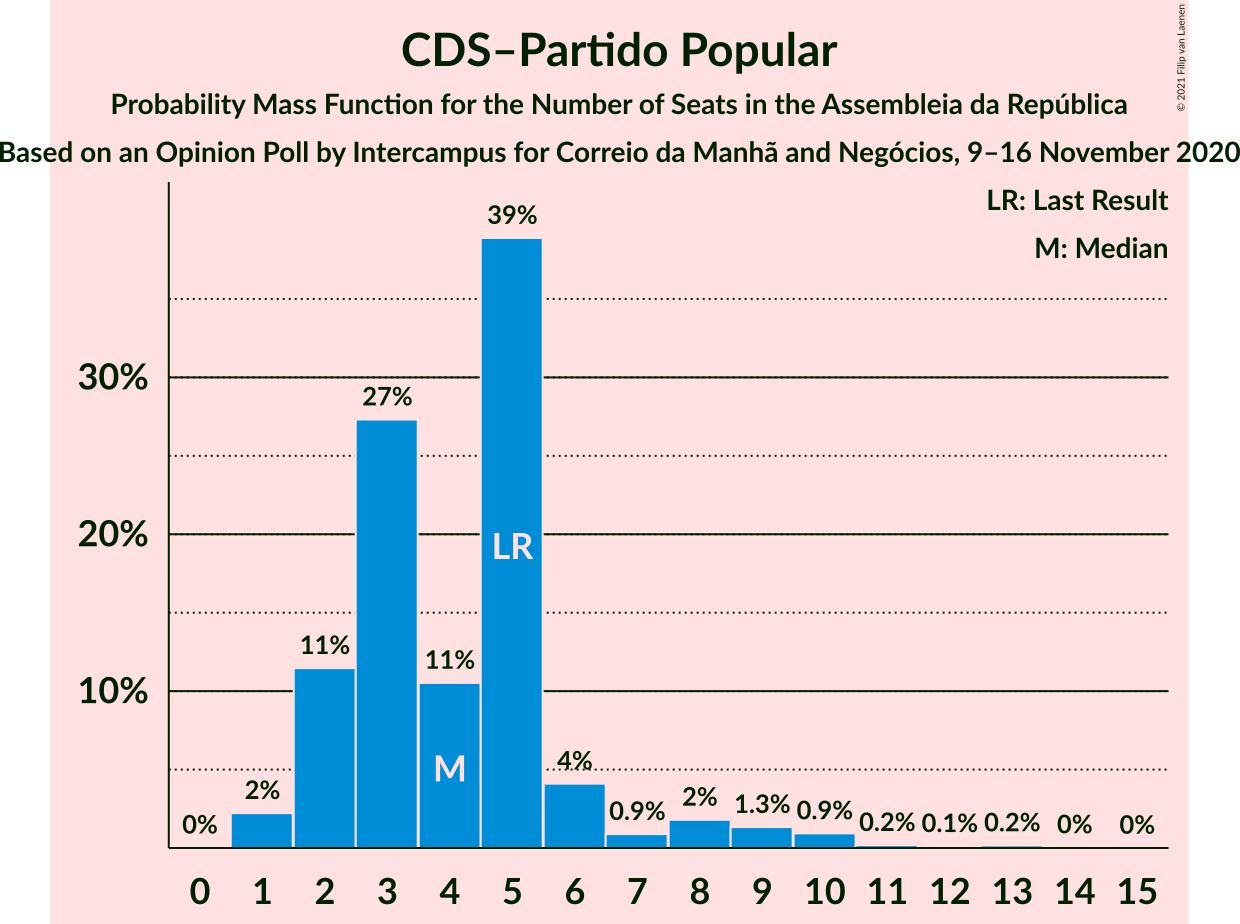 CDS–Partido Popular
Probability Mass Function for the Number of Seats in the Assembleia da República
Based on an Opinion Poll by Intercampus for Correio da Manhã and Negócios, 9–16 November 2020
© 2021 Filip van Laenen
LR: Last Result
M: Median
39%
30%
27%
20%
LR
11%
11%
10%
M
4%
2%
0%
0.9%
2%
1.3%
0.9%
0.2%
0.1%
0.2%
0%
0%
0 1 2 3 4 5 6 7 8 9 10 11 12 13 14 15